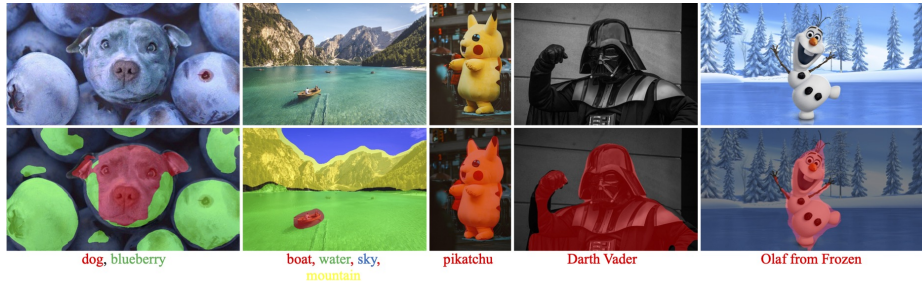 dog, blueberry
boat, water, sky,
mountain
pikatchu
Darth Vader
Olaf from Frozen